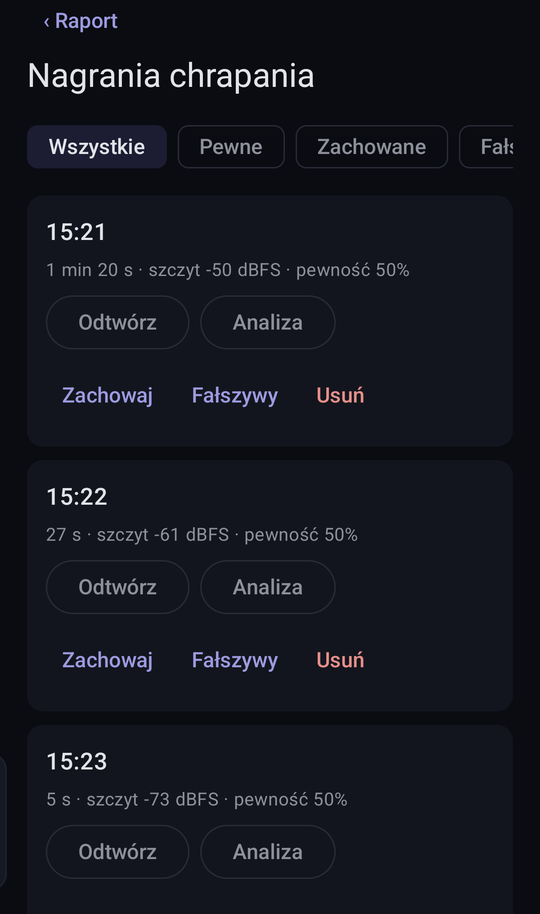 ‹ Raport
Nagrania chrapania
Wszystkie
Pewne
Zachowane
Fałs
15:21
1 min 20 s · szczyt -50 dBFS · pewność 50%
Odtwórz
Analiza
Zachowaj
Fałszywy
Usuń
15:22
27 s · szczyt -61 dBFS · pewność 50%
Odtwórz
Analiza
Zachowaj
Fałszywy
Usuń
15:23
5 s · szczyt -73 dBFS · pewność 50%
Odtwórz
Analiza